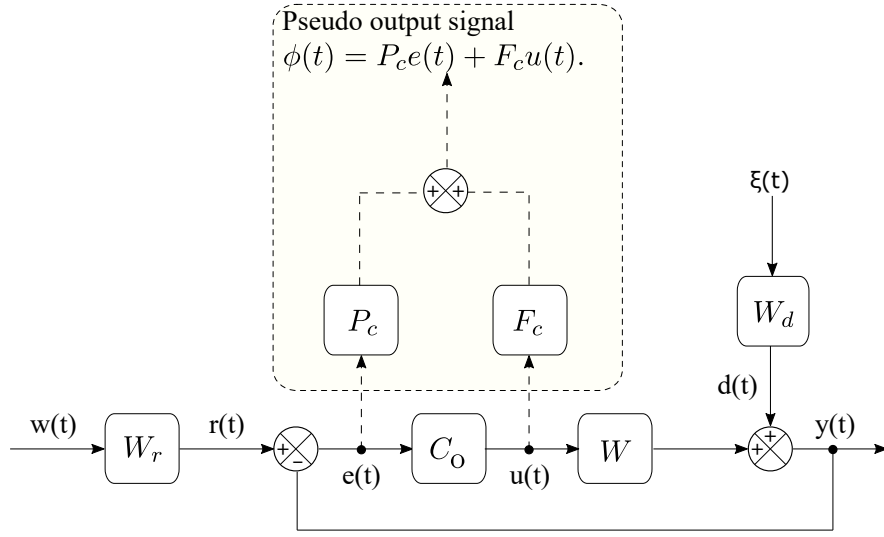 Pseudo output signal
ϕ(t) = P_c e(t) + F_c u(t).
+ +
ξ(t)
P_c
F_c
W_d
d(t)
w(t)
W_r
r(t)
+
−
e(t)
C_O
u(t)
W
+
+
y(t)